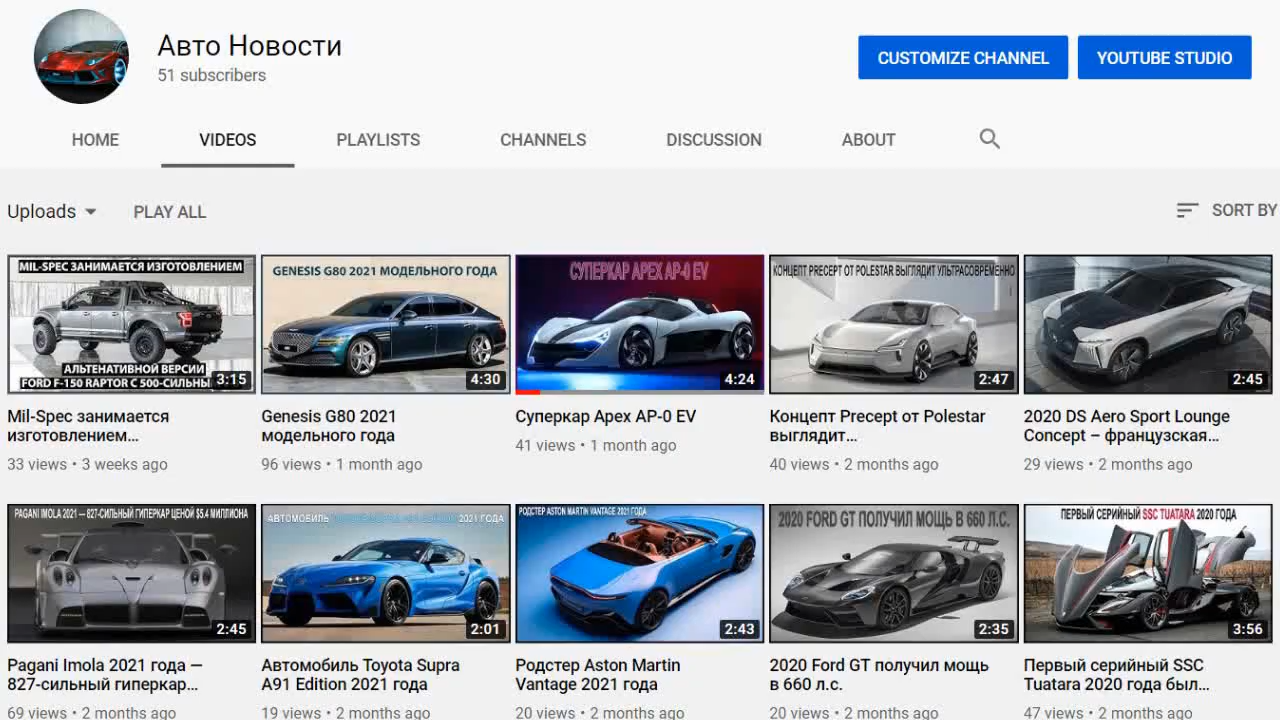 Авто Новости
51 subscribers
CUSTOMIZE CHANNEL
YOUTUBE STUDIO
HOME
VIDEOS
PLAYLISTS
CHANNELS
DISCUSSION
ABOUT
Uploads
PLAY ALL
SORT BY
MIL-SPEC ЗАНИМАЕТСЯ ИЗГОТОВЛЕНИЕМ
АЛЬТЕНАТИВНОЙ ВЕРСИИ
FORD F-150 RAPTOR С 500-СИЛЬНЫ
3:15
GENESIS G80 2021 МОДЕЛЬНОГО ГОДА
4:30
СУПЕРКАР APEX AP-0 EV
4:24
КОНЦЕПТ PRECEPT ОТ POLESTAR ВЫГЛЯДИТ УЛЬТРАСОВРЕМЕННО
2:47
2:45
Mil-Spec занимается
изготовлением...
33 views • 3 weeks ago
Genesis G80 2021
модельного года
96 views • 1 month ago
Суперкар Apex AP-0 EV
41 views • 1 month ago
Концепт Precept от Polestar
выглядит...
40 views • 2 months ago
2020 DS Aero Sport Lounge
Concept – французская...
29 views • 2 months ago
PAGANI IMOLA 2021 — 827-СИЛЬНЫЙ ГИПЕРКАР ЦЕНОЙ $5.4 МИЛЛИОНА
2:45
АВТОМОБИЛЬ 2021 ГОДА
2:01
РОДСТЕР ASTON MARTIN VANTAGE 2021 ГОДА
2:43
2020 FORD GT ПОЛУЧИЛ МОЩЬ В 660 Л.С.
2:35
ПЕРВЫЙ СЕРИЙНЫЙ SSC TUATARA 2020 ГОДА
3:56
Pagani Imola 2021 года —
827-сильный гиперкар...
69 views • 2 months ago
Автомобиль Toyota Supra
A91 Edition 2021 года
19 views • 2 months ago
Родстер Aston Martin
Vantage 2021 года
20 views • 2 months ago
2020 Ford GT получил мощь
в 660 л.с.
20 views • 2 months ago
Первый серийный SSC
Tuatara 2020 года был...
47 views • 2 months ago